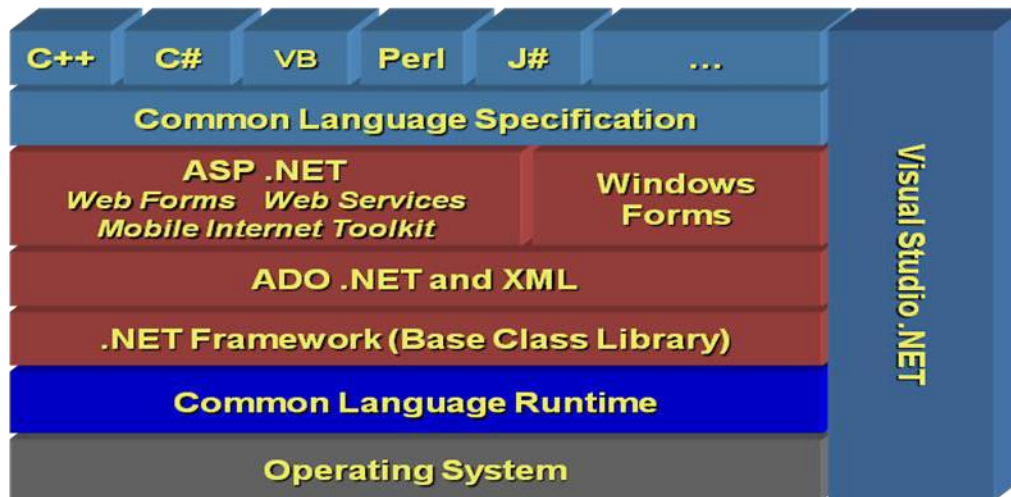 C++
C#
VB
Perl
J#
...
Common Language Specification
ASP .NET
Web Forms Web Services
Mobile Internet Toolkit
Windows
Forms
ADO .NET and XML
.NET Framework (Base Class Library)
Common Language Runtime
Operating System
Visual Studio .NET